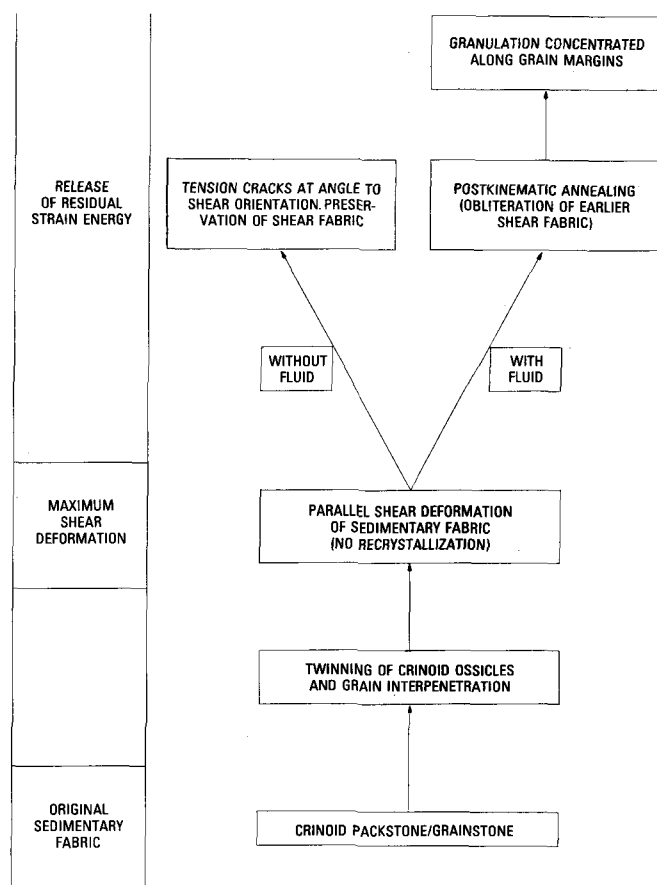 GRANULATION CONCENTRATED
ALONG GRAIN MARGINS
RELEASE
OF RESIDUAL
STRAIN ENERGY
TENSION CRACKS AT ANGLE TO
SHEAR ORIENTATION. PRESER-
VATION OF SHEAR FABRIC
POSTKINEMATIC ANNEALING
(OBLITERATION OF EARLIER
SHEAR FABRIC)
WITHOUT
FLUID
WITH
FLUID
MAXIMUM
SHEAR
DEFORMATION
PARALLEL SHEAR DEFORMATION
OF SEDIMENTARY FABRIC
(NO RECRYSTALLIZATION)
TWINNING OF CRINOID OSSICLES
AND GRAIN INTERPENETRATION
ORIGINAL
SEDIMENTARY
FABRIC
CRINOID PACKSTONE/GRAINSTONE